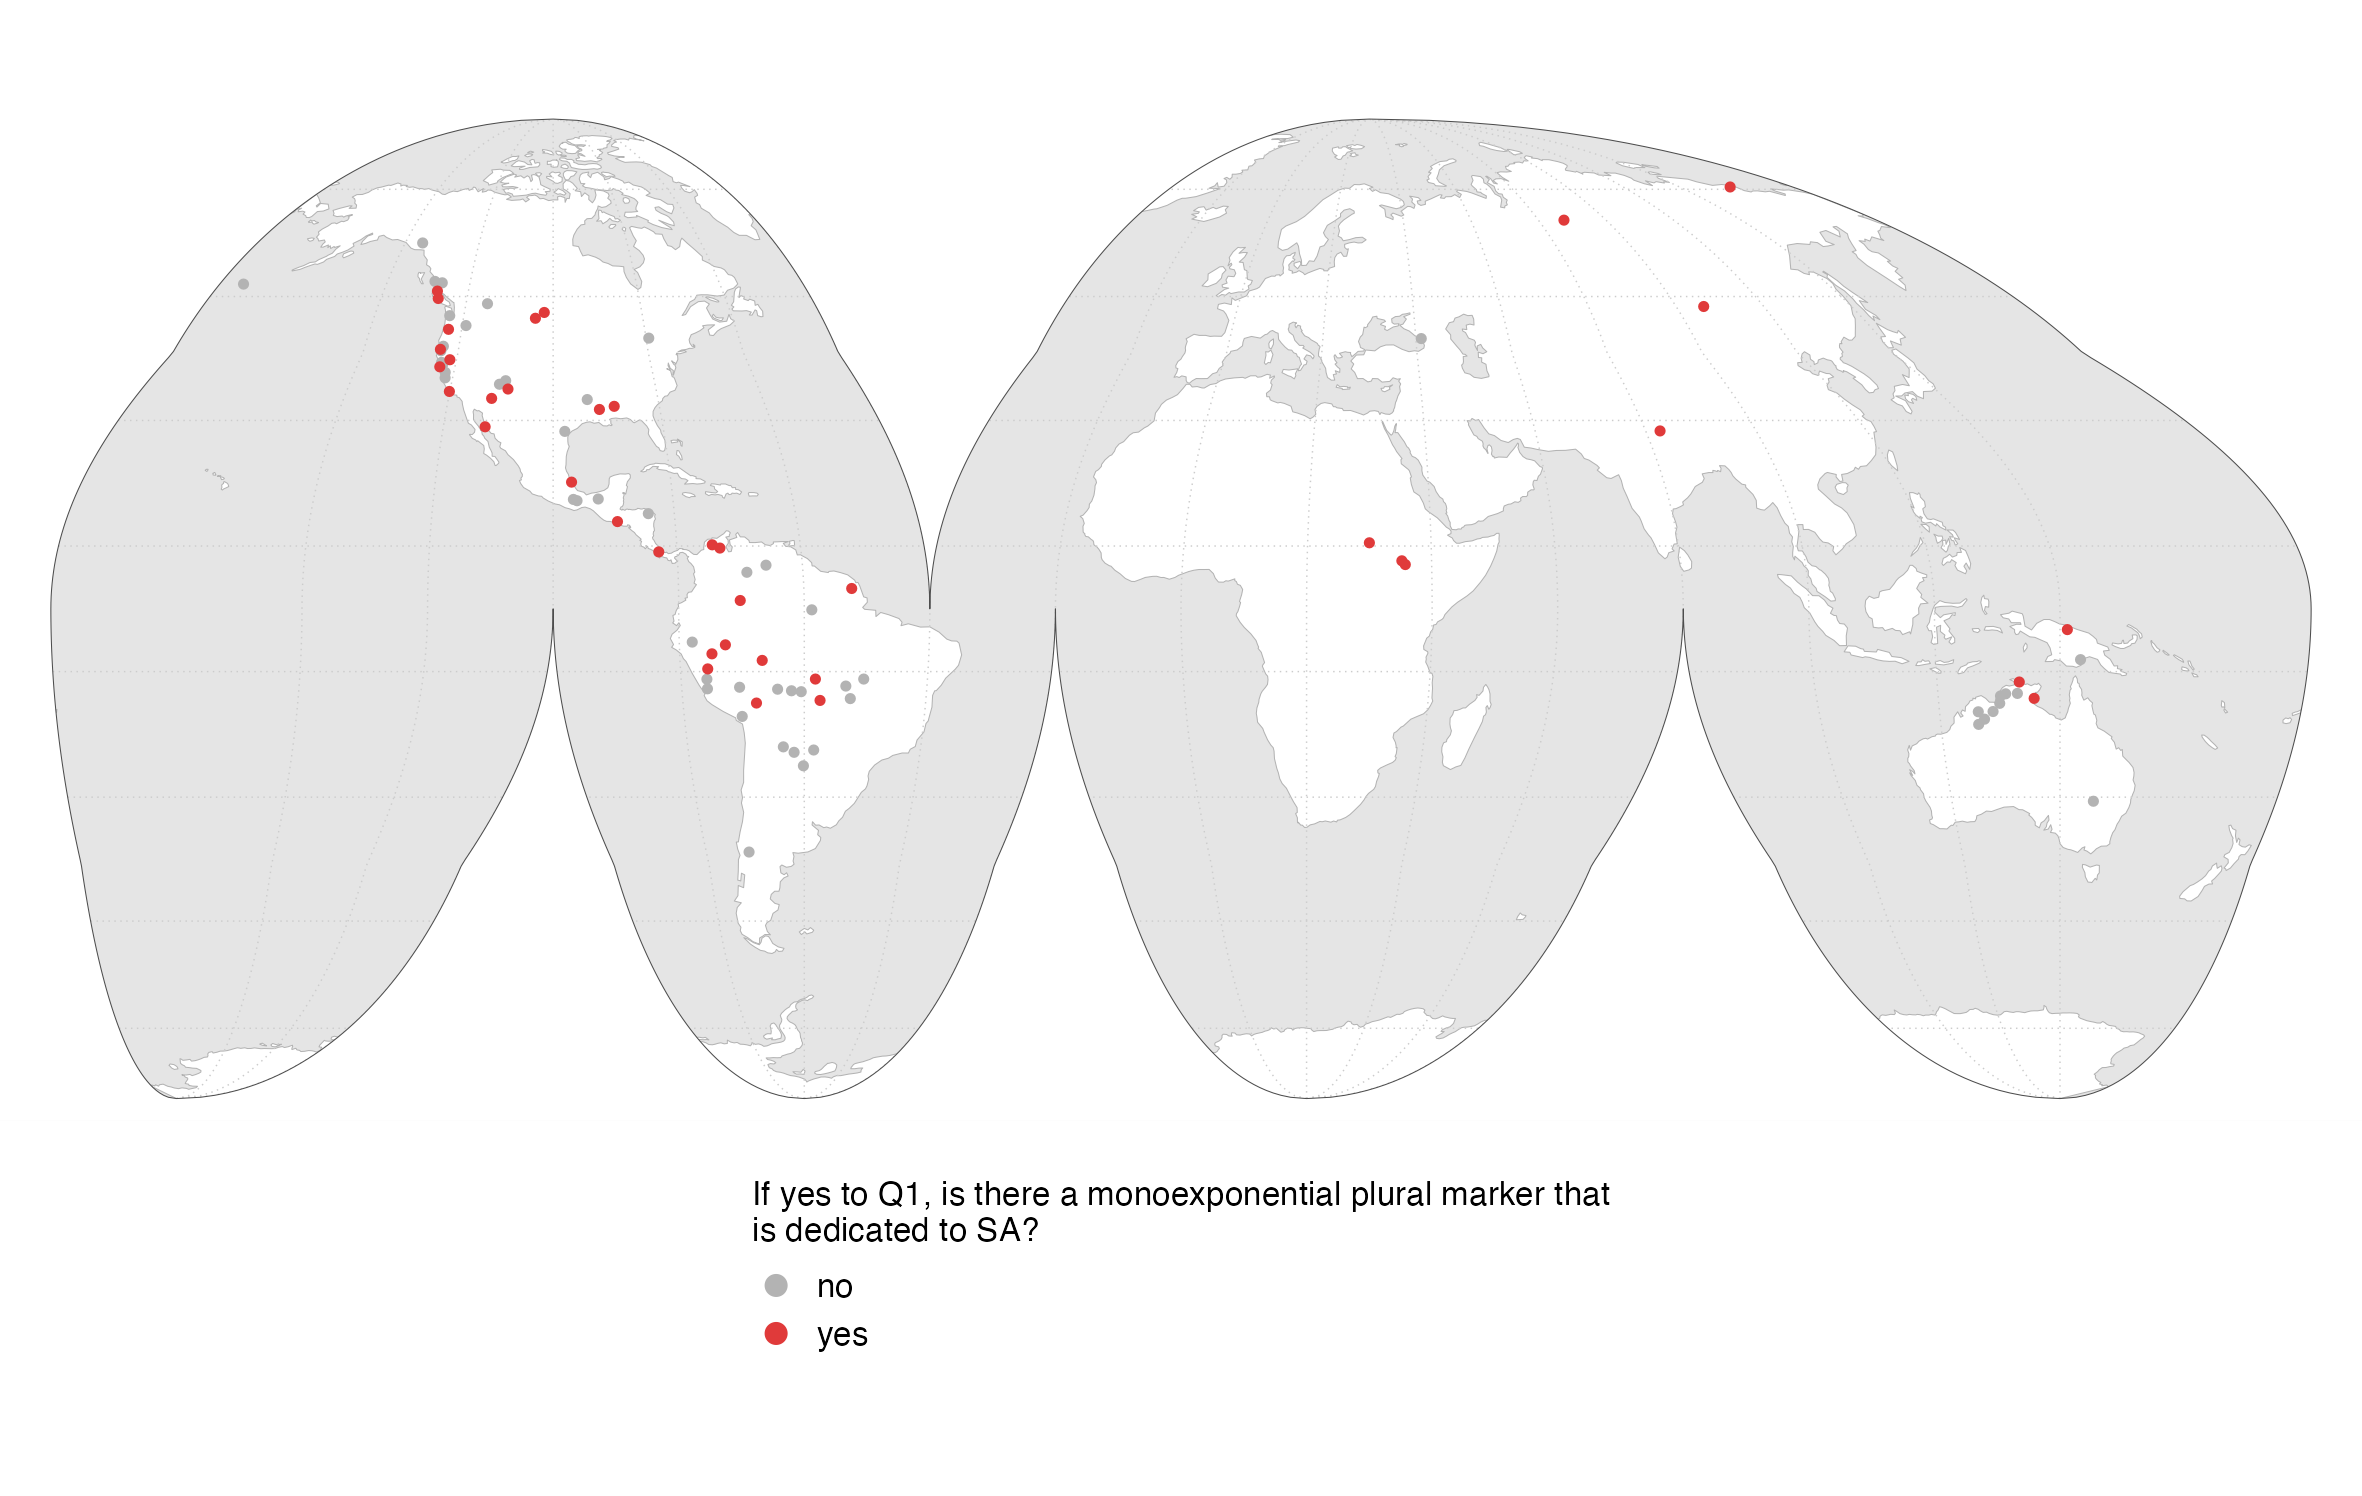 If yes to Q1, is there a monoexponential plural marker that
is dedicated to SA?
no
yes